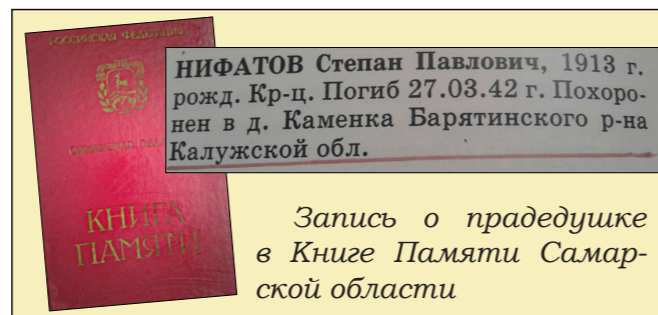 РОССИЙСКАЯ ФЕДЕРАЦИЯ
САМАРСКАЯ ОБЛАСТЬ
КНИГА
ПАМЯТИ
НИФАТОВ Степан Павлович, 1913 г.
рожд. Кр-ц. Погиб 27.03.42 г. Похоро-
нен в д. Каменка Барятинского р-на
Калужской обл.
Запись о прадедушке
в Книге Памяти Самар-
ской области